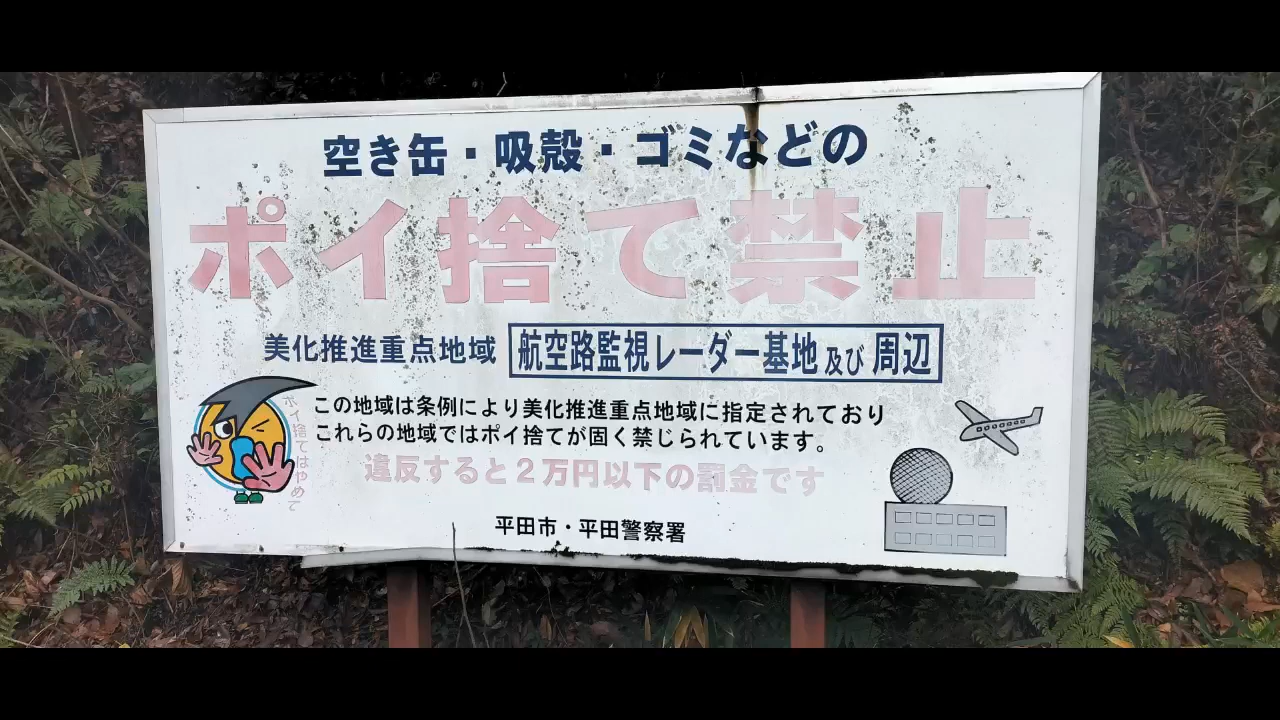 空き缶・吸殻・ゴミなどの
ポイ捨て禁止
美化推進重点地域 航空路監視レーダー基地及び周辺
この地域は条例により美化推進重点地域に指定されており
これらの地域ではポイ捨てが固く禁じられています。
違反すると2万円以下の罰金です
ポイ捨てはやめて
平田市・平田警察署